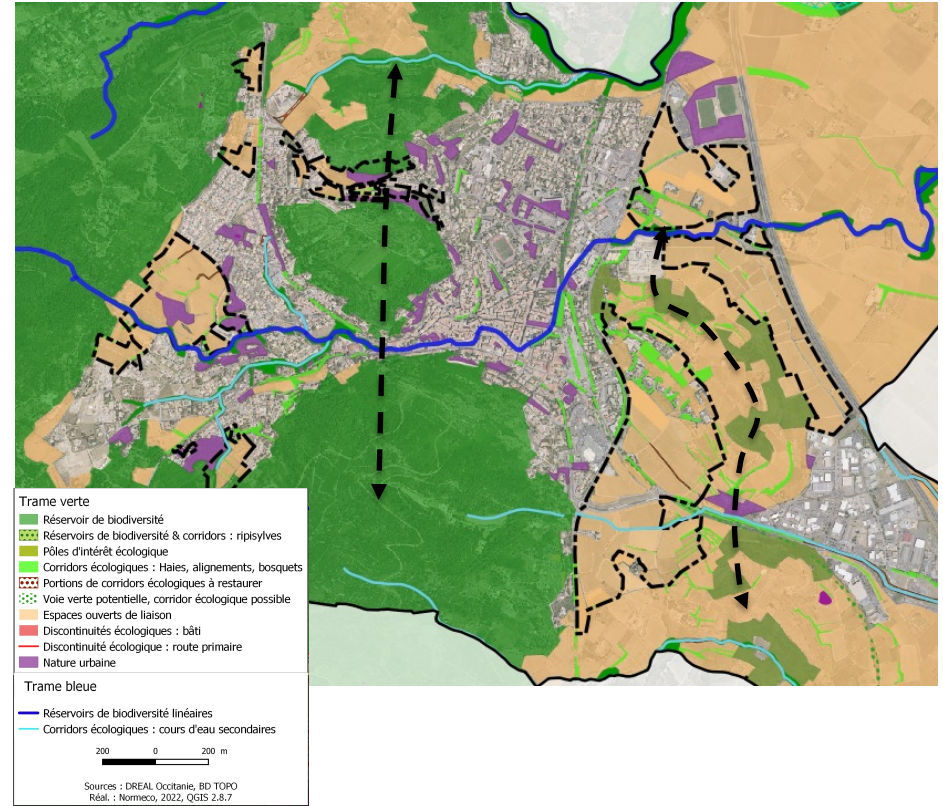 Trame verte
Réservoir de biodiversité
Réservoirs de biodiversité & corridors : ripisylves
Pôles d'intérêt écologique
Corridors écologiques : Haies, alignements, bosquets
Portions de corridors écologiques à restaurer
Voie verte potentielle, corridor écologique possible
Espaces ouverts de liaison
Discontinuités écologiques : bâti
Discontinuité écologique : route primaire
Nature urbaine
Trame bleue
Réservoirs de biodiversité linéaires
Corridors écologiques : cours d'eau secondaires
200 0 200 m
Sources : DREAL Occitanie, BD TOPO
Réal. : Normeco, 2022, QGIS 2.8.7